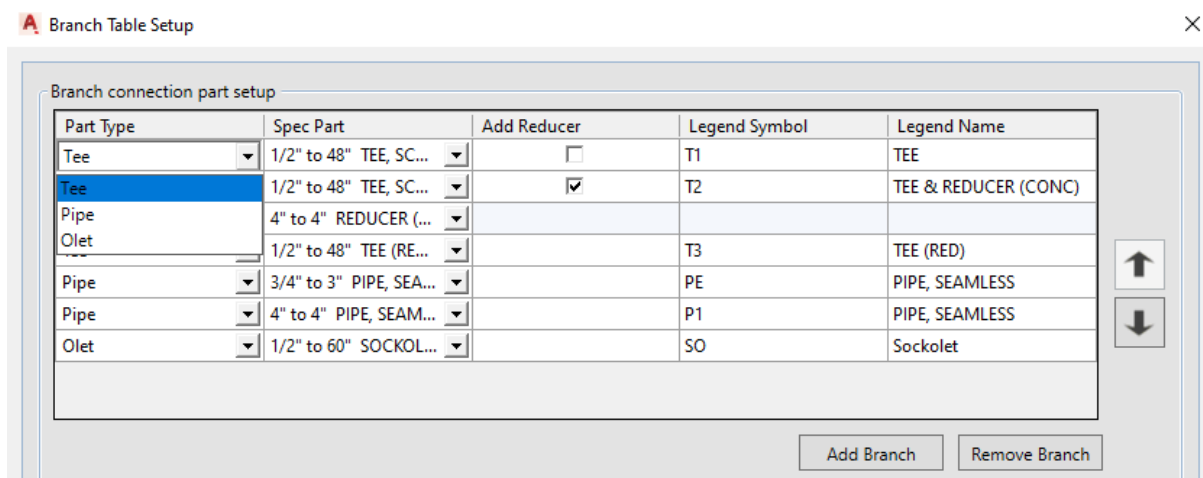 Branch Table Setup
Branch connection part setup
Part Type Spec Part Add Reducer Legend Symbol Legend Name
Tee 1/2" to 48" TEE, SC... T1 TEE
Tee 1/2" to 48" TEE, SC... T2 TEE & REDUCER (CONC)
Pipe 4" to 4" REDUCER (...
Olet 1/2" to 48" TEE (RE... T3 TEE (RED)
Pipe 3/4" to 3" PIPE, SEA... PE PIPE, SEAMLESS
Pipe 4" to 4" PIPE, SEAM... P1 PIPE, SEAMLESS
Olet 1/2" to 60" SOCKOL... SO Sockolet
Add Branch Remove Branch